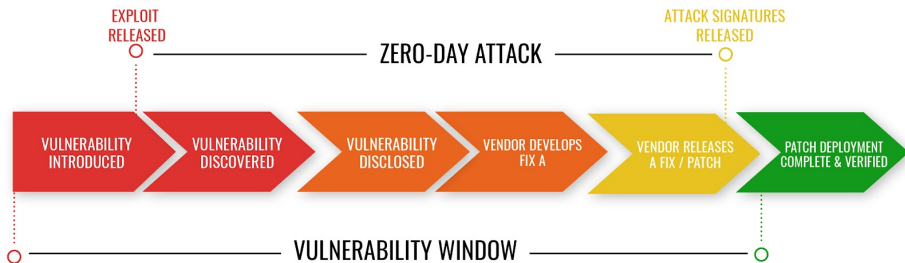 EXPLOIT
RELEASED
ATTACK SIGNATURES
RELEASED
ZERO-DAY ATTACK
VULNERABILITY
INTRODUCED
VULNERABILITY
DISCOVERED
VULNERABILITY
DISCLOSED
VENDOR DEVELOPS
FIX A
VENDOR RELEASES
A FIX / PATCH
PATCH DEPLOYMENT
COMPLETE & VERIFIED
VULNERABILITY WINDOW